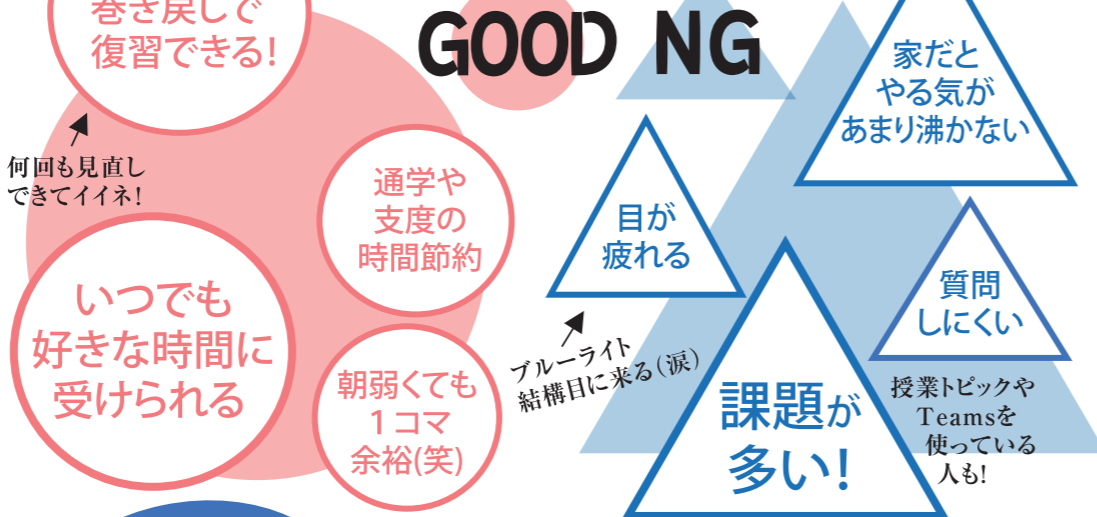 GOOD NG
巻き戻しで
復習できる!
何回も見直し
できてイイネ!
通学や
支度の
時間節約
いつでも
好きな時間に
受けられる
朝弱くても
1コマ
余裕(笑)
家だと
やる気が
あまり沸かない
目が
疲れる
ブルーライト
結構目に来る(涙)
質問
しにくい
授業トピックや
Teamsを
使っている
人も!
課題が
多い!